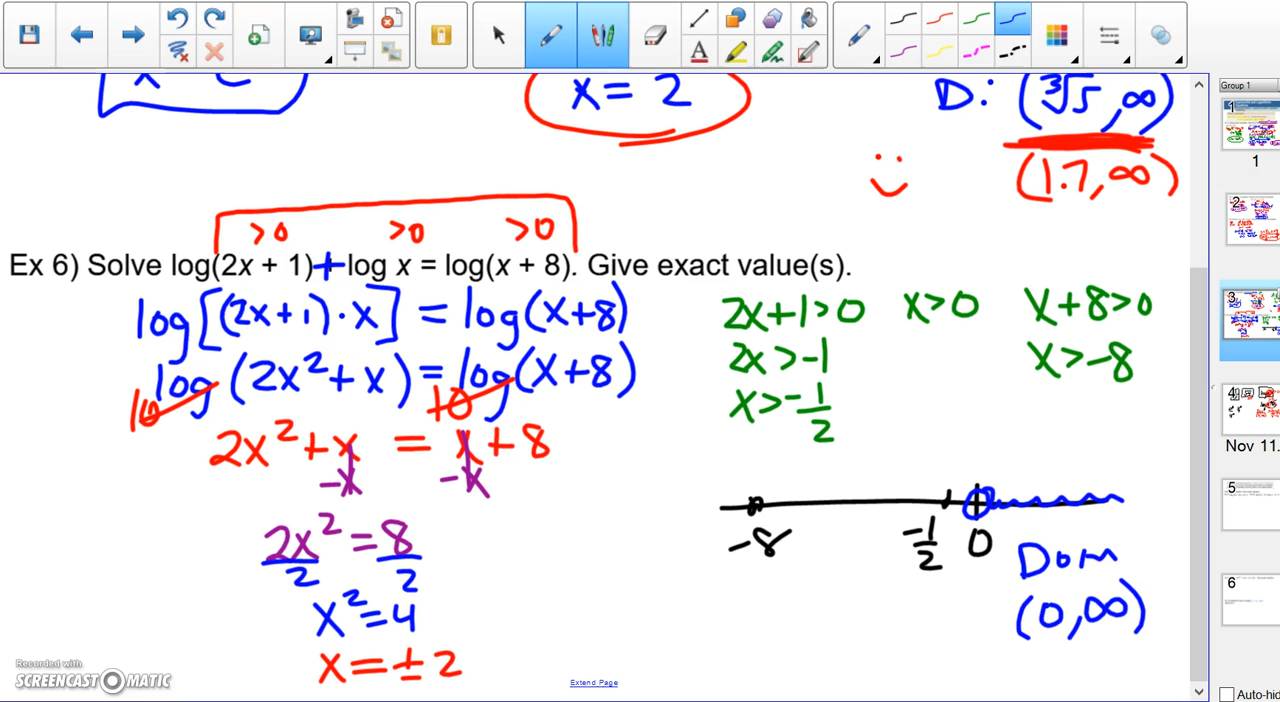 x = 2
D: (∛5, ∞)
(1.7, ∞)
>0 >0 >0
Ex 6) Solve log(2x + 1) + log x = log(x + 8). Give exact value(s).
log[(2x+1)·x] = log(x+8)
log(2x²+x) = log(x+8)
10 10
2x²+x = x+8
-x -x
2x² = 8
2 2
x² = 4
x = ±2
2x+1>0 x>0 x+8>0
2x>-1 x>-8
x>-1/2
-8 -1/2 0
Dom
(0,∞)
Extend Page
Recorded with
SCREENCAST-O-MATIC
Group 1
1
2
3
4
Nov 11.
5
6
Auto-hid